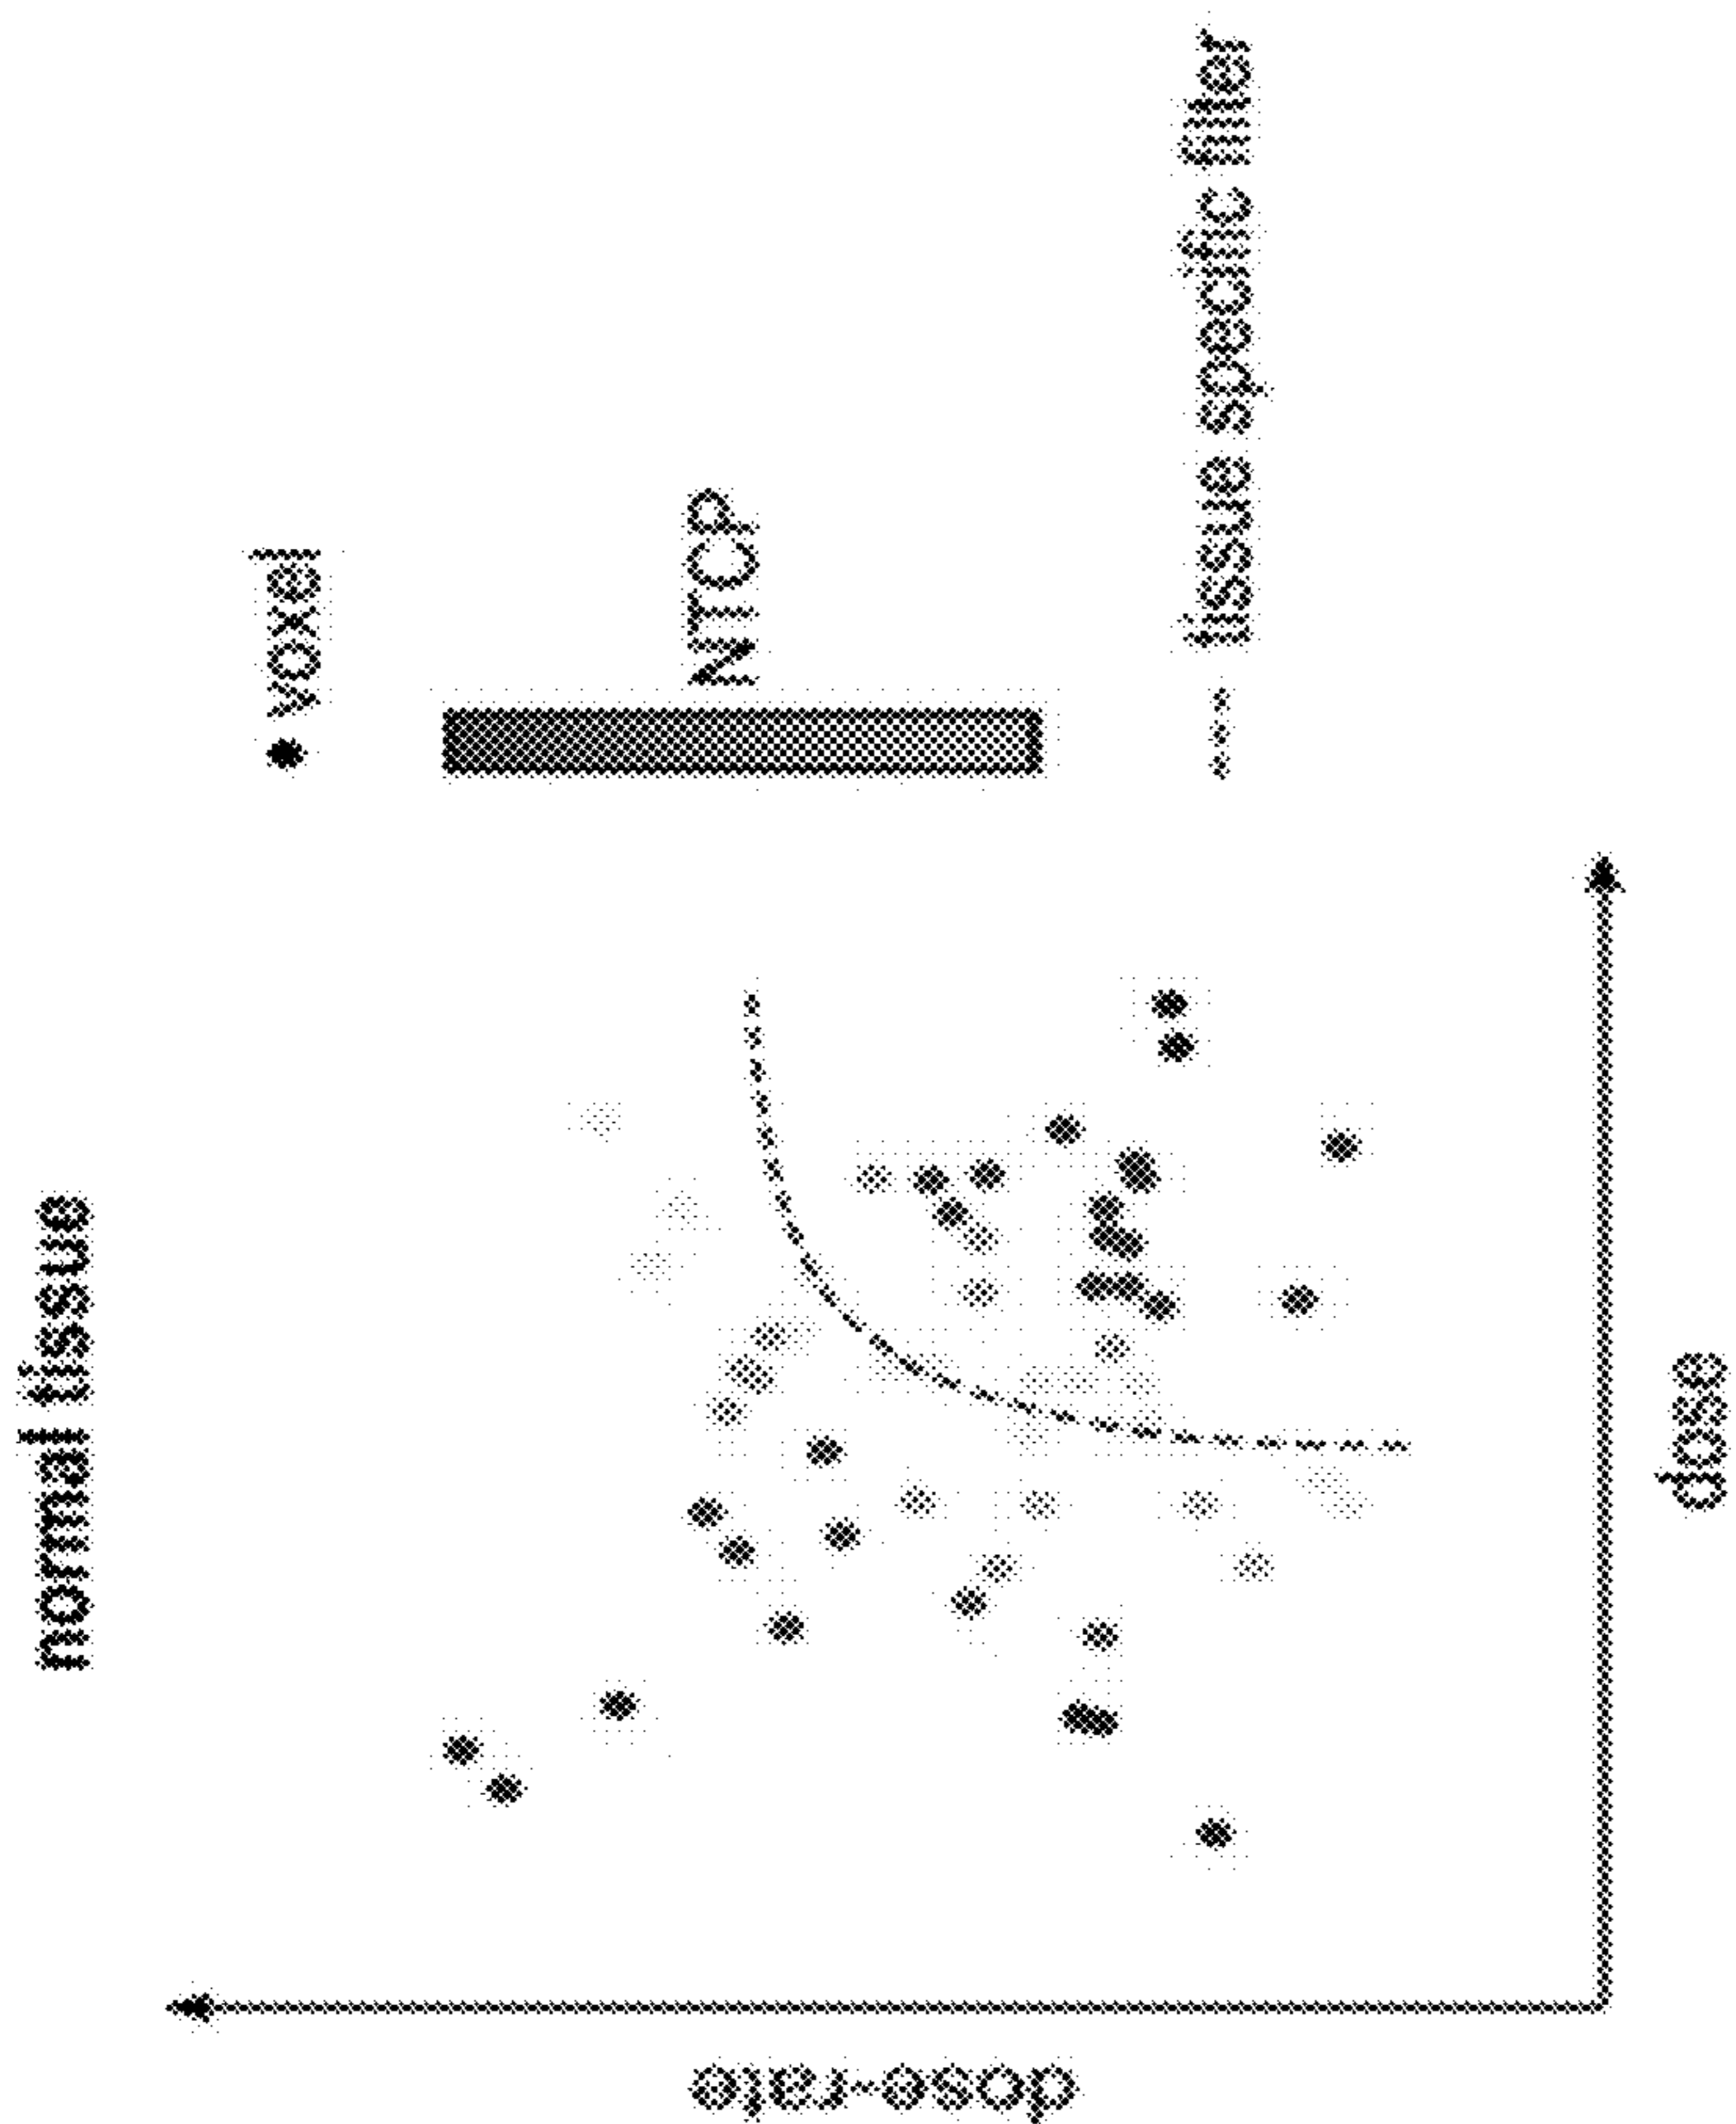 normal tissue
voxel
NTCP
tissue specific filter
dose-rate
dose